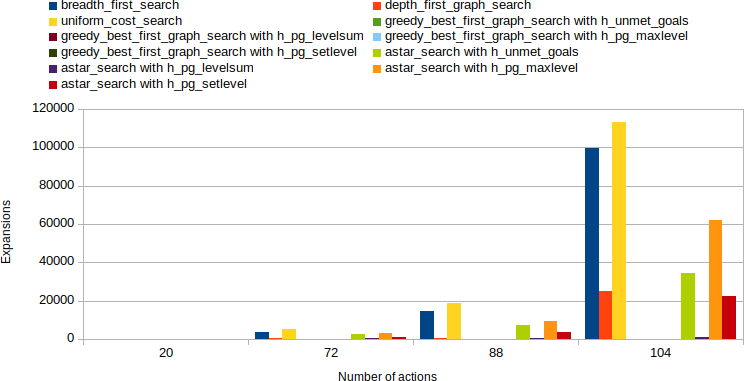 breadth_first_search depth_first_graph_search
uniform_cost_search greedy_best_first_graph_search with h_unmet_goals
greedy_best_first_graph_search with h_pg_levelsum greedy_best_first_graph_search with h_pg_maxlevel
greedy_best_first_graph_search with h_pg_setlevel astar_search with h_unmet_goals
astar_search with h_pg_levelsum astar_search with h_pg_maxlevel
astar_search with h_pg_setlevel
120000
100000
80000
60000
40000
20000
0
Expansions
20 72 88 104
Number of actions